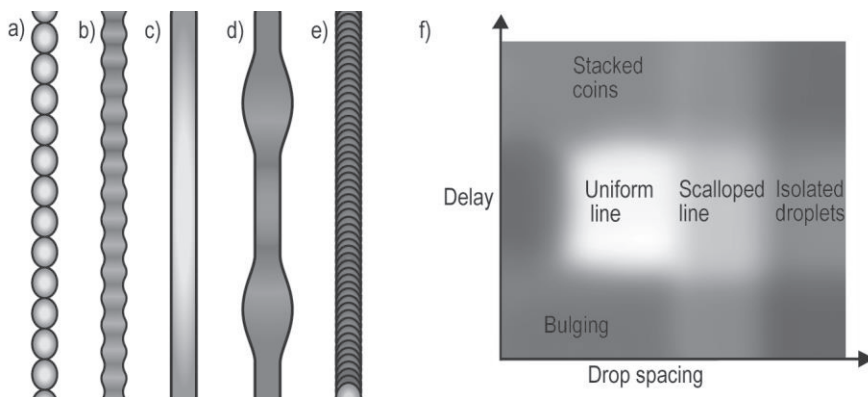 a)
b)
c)
d)
e)
f)
Stacked
coins
Delay
Uniform
line
Scalloped
line
Isolated
droplets
Bulging
Drop spacing